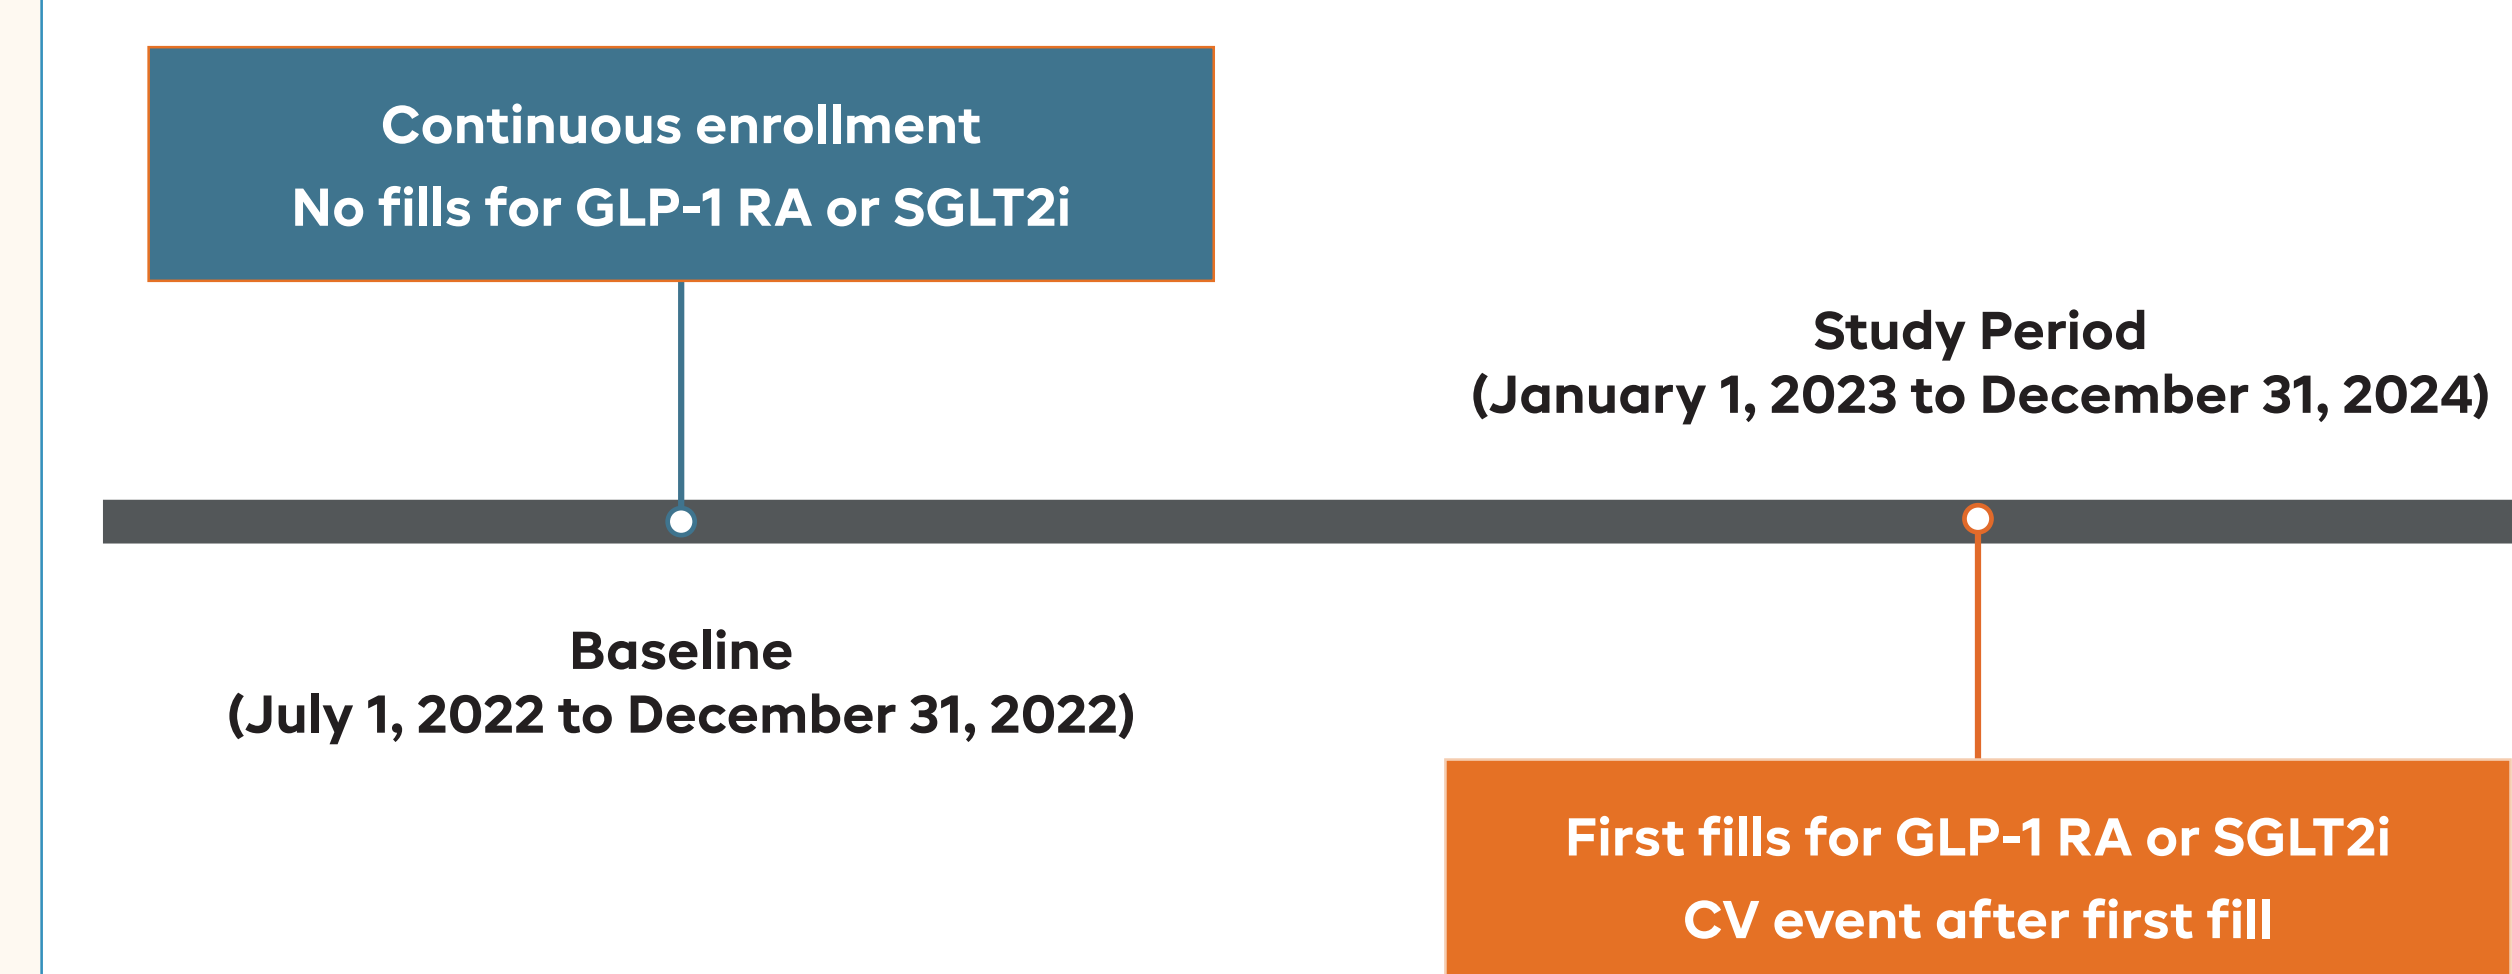 Continuous enrollment
No fills for GLP-1 RA or SGLT2i
Study Period
(January 1, 2023 to December 31, 2024)
Baseline
(July 1, 2022 to December 31, 2022)
First fills for GLP-1 RA or SGLT2i
CV event after first fill